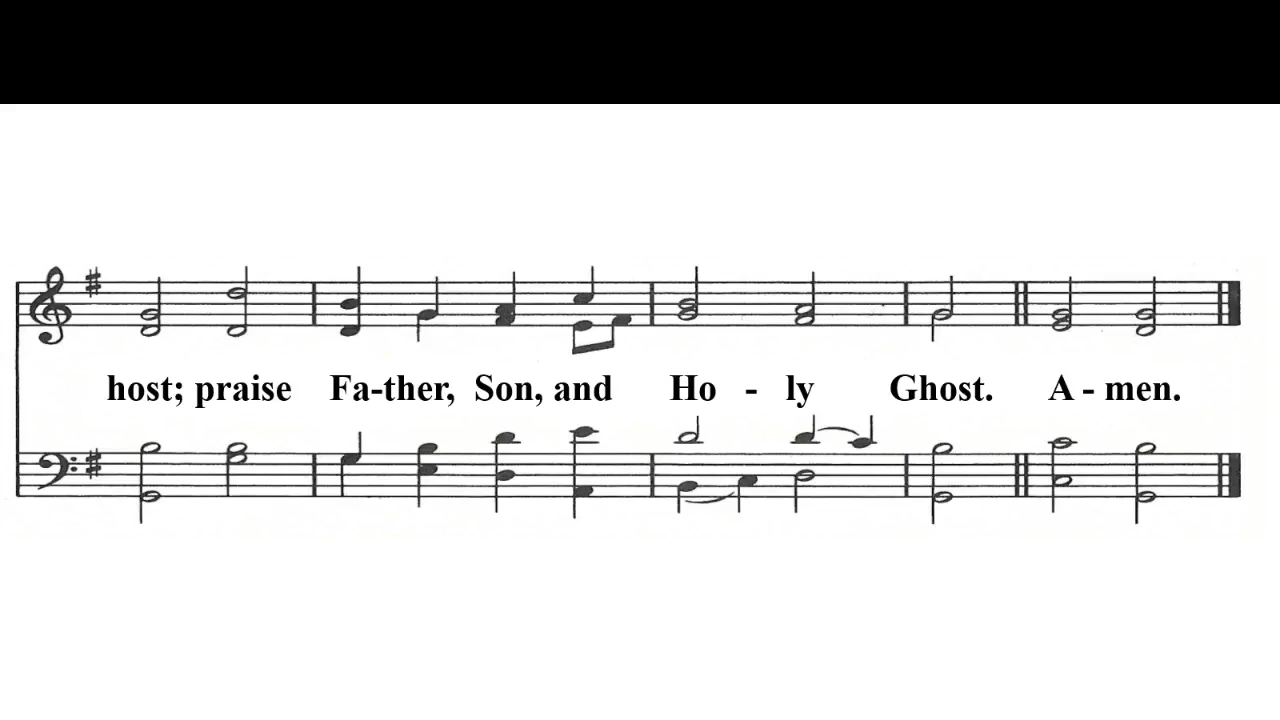 host; praise Fa-ther, Son, and Ho - ly Ghost. A - men.